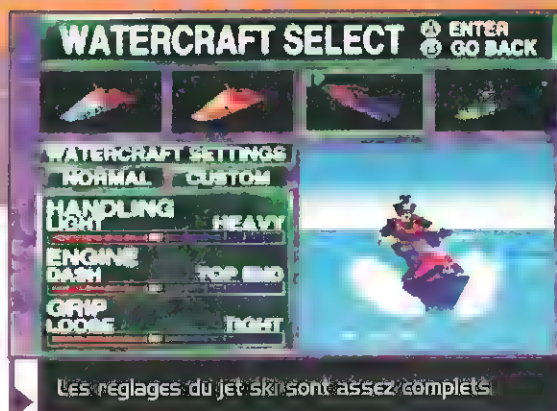 WATERCRAFT SELECT
ENTER
GO BACK
WATERCRAFT SETTINGS
NORMAL CUSTOM
HANDLING
LIGHT HEAVY
ENGINE
DASH TOP END
GRIP
LOOSE TIGHT
Les réglages du jet ski sont assez complets